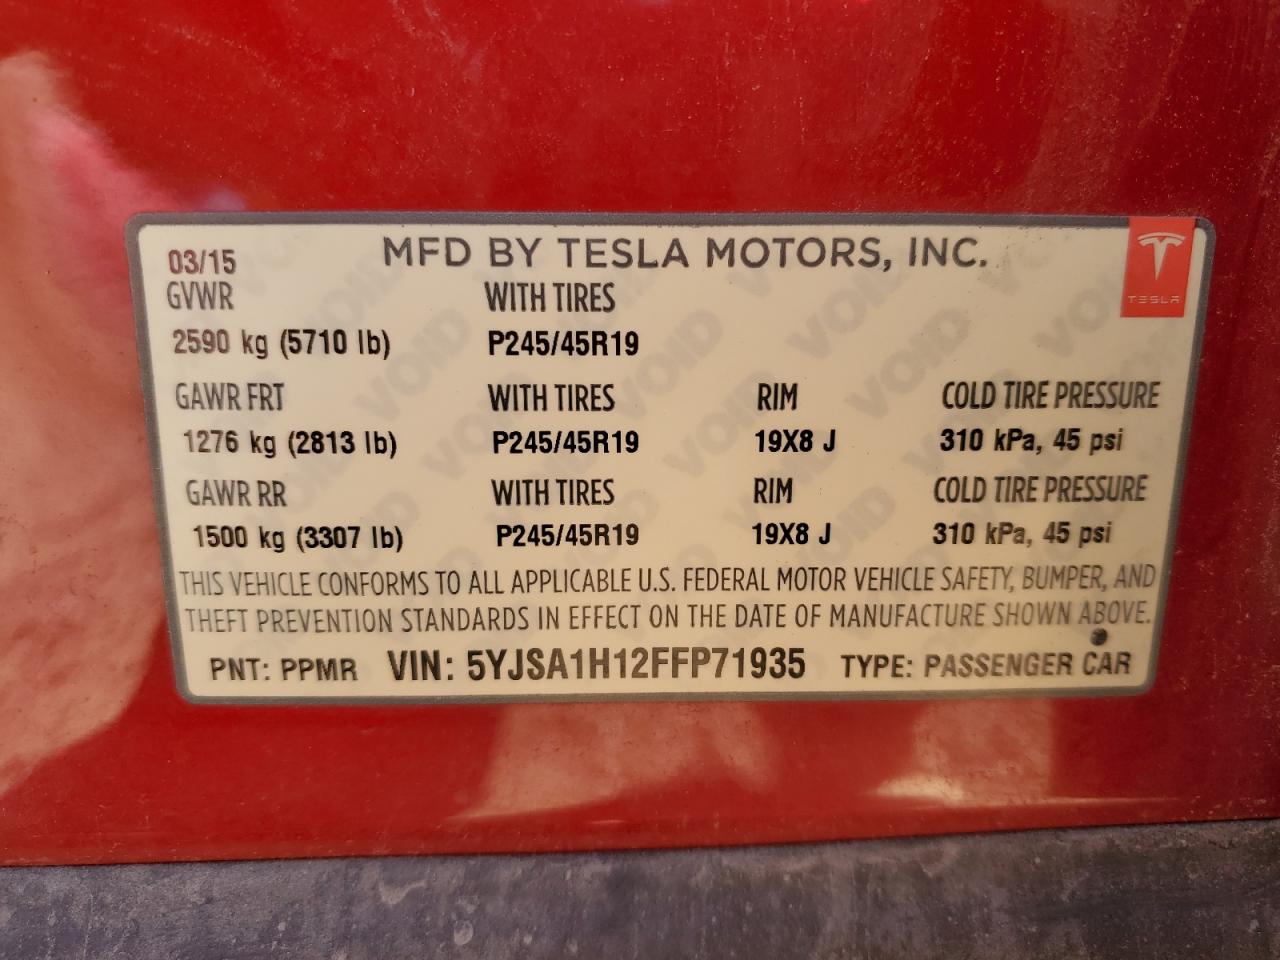 03/15 MFD BY TESLA MOTORS, INC.
TESLA
GVWR WITH TIRES
2590 kg (5710 lb) P245/45R19
GAWR FRT WITH TIRES RIM COLD TIRE PRESSURE
1276 kg (2813 lb) P245/45R19 19X8 J 310 kPa, 45 psi
GAWR RR WITH TIRES RIM COLD TIRE PRESSURE
1500 kg (3307 lb) P245/45R19 19X8 J 310 kPa, 45 psi
THIS VEHICLE CONFORMS TO ALL APPLICABLE U.S. FEDERAL MOTOR VEHICLE SAFETY, BUMPER, AND
THEFT PREVENTION STANDARDS IN EFFECT ON THE DATE OF MANUFACTURE SHOWN ABOVE.
PNT: PPMR VIN: 5YJSA1H12FFP71935 TYPE: PASSENGER CAR